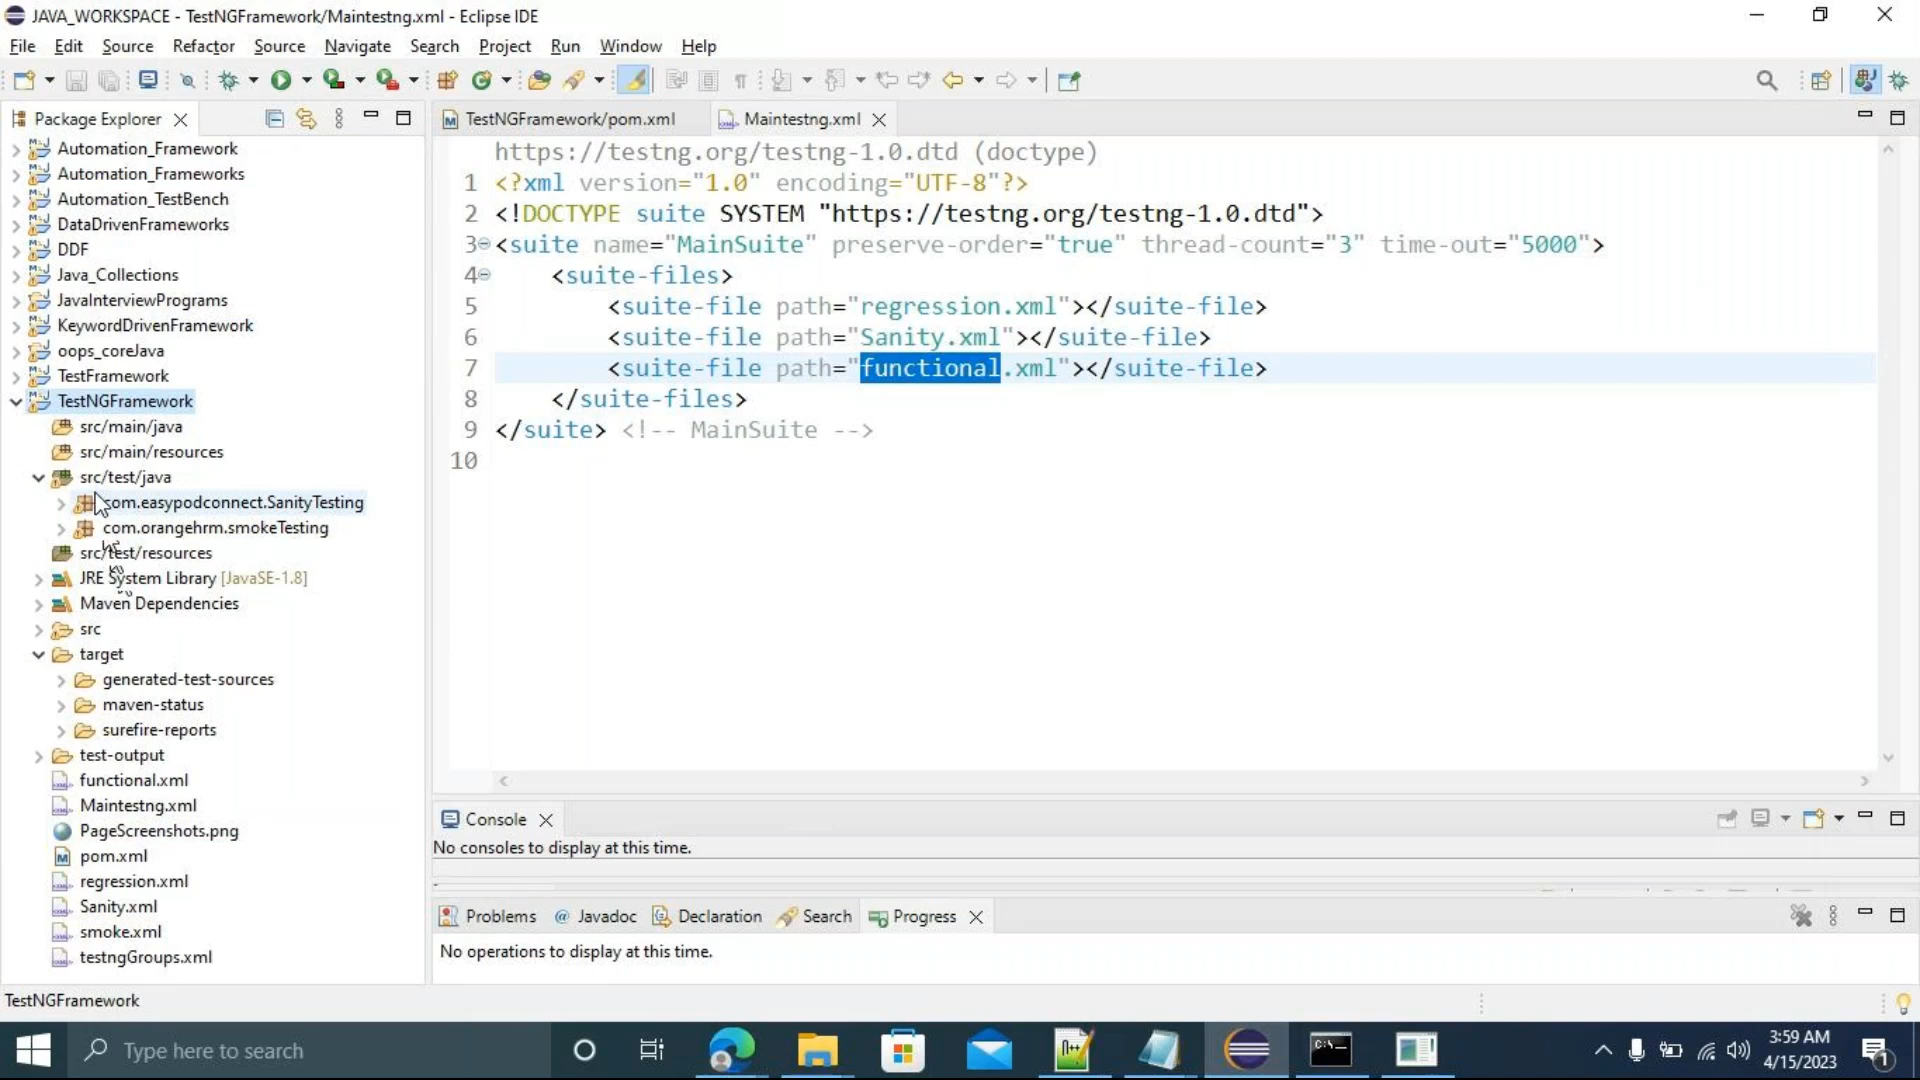 JAVA_WORKSPACE - TestNGFramework/Maintestng.xml - Eclipse IDE
File Edit Source Refactor Source Navigate Search Project Run Window Help
Package Explorer
Automation_Framework
Automation_Frameworks
Automation_TestBench
DataDrivenFrameworks
DDF
Java_Collections
JavaInterviewPrograms
KeywordDrivenFramework
oops_coreJava
TestFramework
TestNGFramework
src/main/java
src/main/resources
src/test/java
com.easypodconnect.SanityTesting
com.orangehrm.smokeTesting
src/test/resources
JRE System Library [JavaSE-1.8]
Maven Dependencies
src
target
generated-test-sources
maven-status
surefire-reports
test-output
functional.xml
Maintestng.xml
PageScreenshots.png
pom.xml
regression.xml
Sanity.xml
smoke.xml
testngGroups.xml
TestNGFramework/pom.xml Maintestng.xml
https://testng.org/testng-1.0.dtd (doctype)
1 <?xml version="1.0" encoding="UTF-8"?>
2 <!DOCTYPE suite SYSTEM "https://testng.org/testng-1.0.dtd">
3 <suite name="MainSuite" preserve-order="true" thread-count="3" time-out="5000">
4 <suite-files>
5 <suite-file path="regression.xml"></suite-file>
6 <suite-file path="Sanity.xml"></suite-file>
7 <suite-file path="functional.xml"></suite-file>
8 </suite-files>
9 </suite> <!-- MainSuite -->
10
Console
No consoles to display at this time.
Problems @ Javadoc Declaration Search Progress
No operations to display at this time.
TestNGFramework
Type here to search
3:59 AM
4/15/2023
1